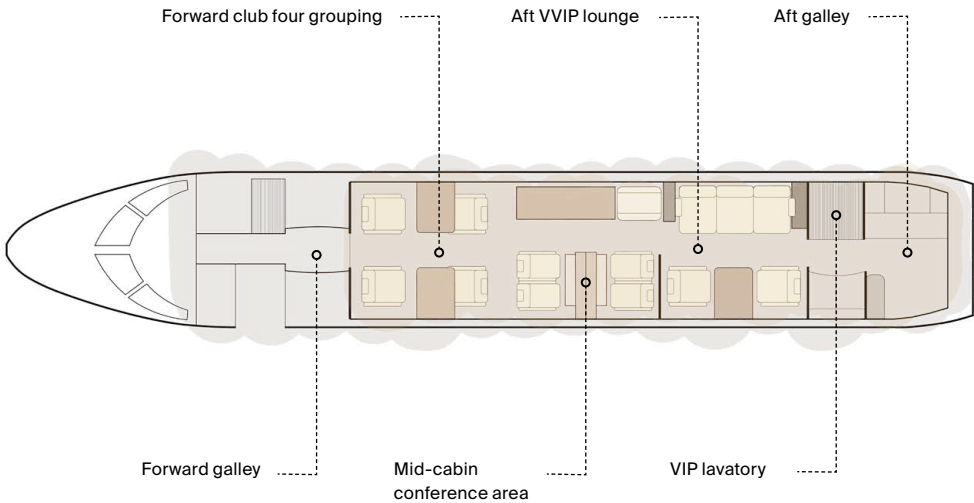 Forward club four grouping
Aft VVIP lounge
Aft galley
Forward galley
Mid-cabin
conference area
VIP lavatory